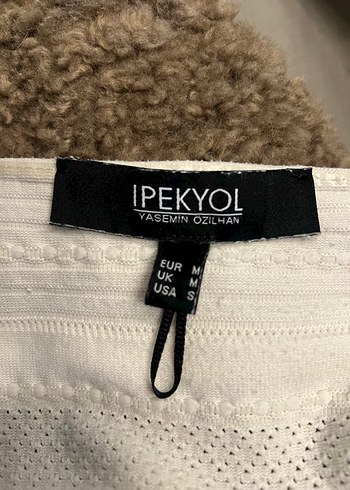 IPEKYOL
YASEMIN OZILHAN
EUR M
UK M
USA S